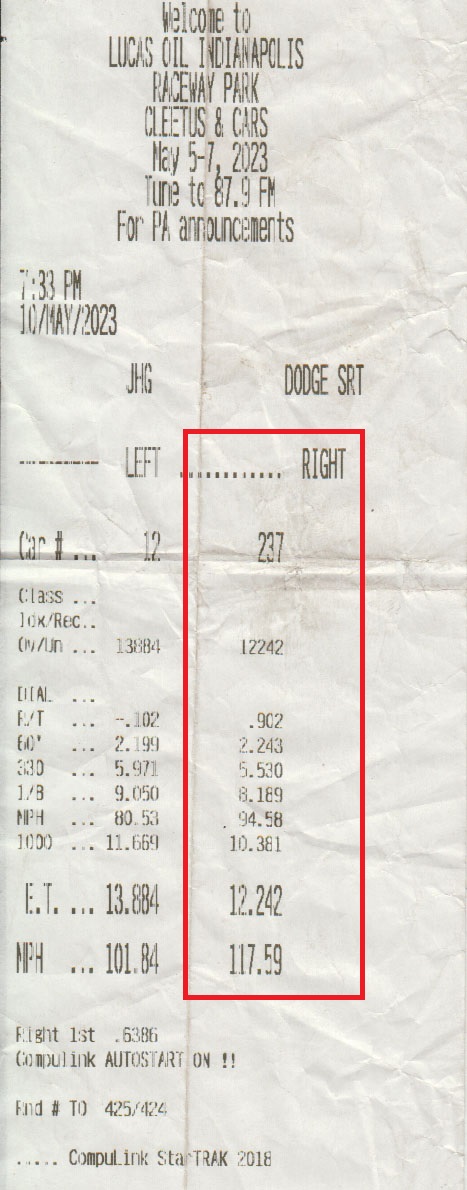 Welcome to
LUCAS OIL INDIANAPOLIS
RACEWAY PARK
CLEETUS & CARS
May 5-7, 2023
Tune to 87.9 FM
For PA announcements
7:33 PM
10/MAY/2023
JHG DODGE SRT
---------- LEFT ............ RIGHT
Car # ... 12 237
Class ...
Idx/Rec..
Ov/Un ... 13884 12242
DIAL ...
R/T ... -.102 .902
60' ... 2.199 2.243
330 ... 5.971 5.530
1/8 ... 9.050 8.189
MPH ... 80.53 94.58
1000 ... 11.669 10.381
E.T. ... 13.884 12.242
MPH ... 101.84 117.59
Right 1st .6386
Compulink AUTOSTART ON !!
Rnd # TO 425/424
..... CompuLink StarTRAK 2018